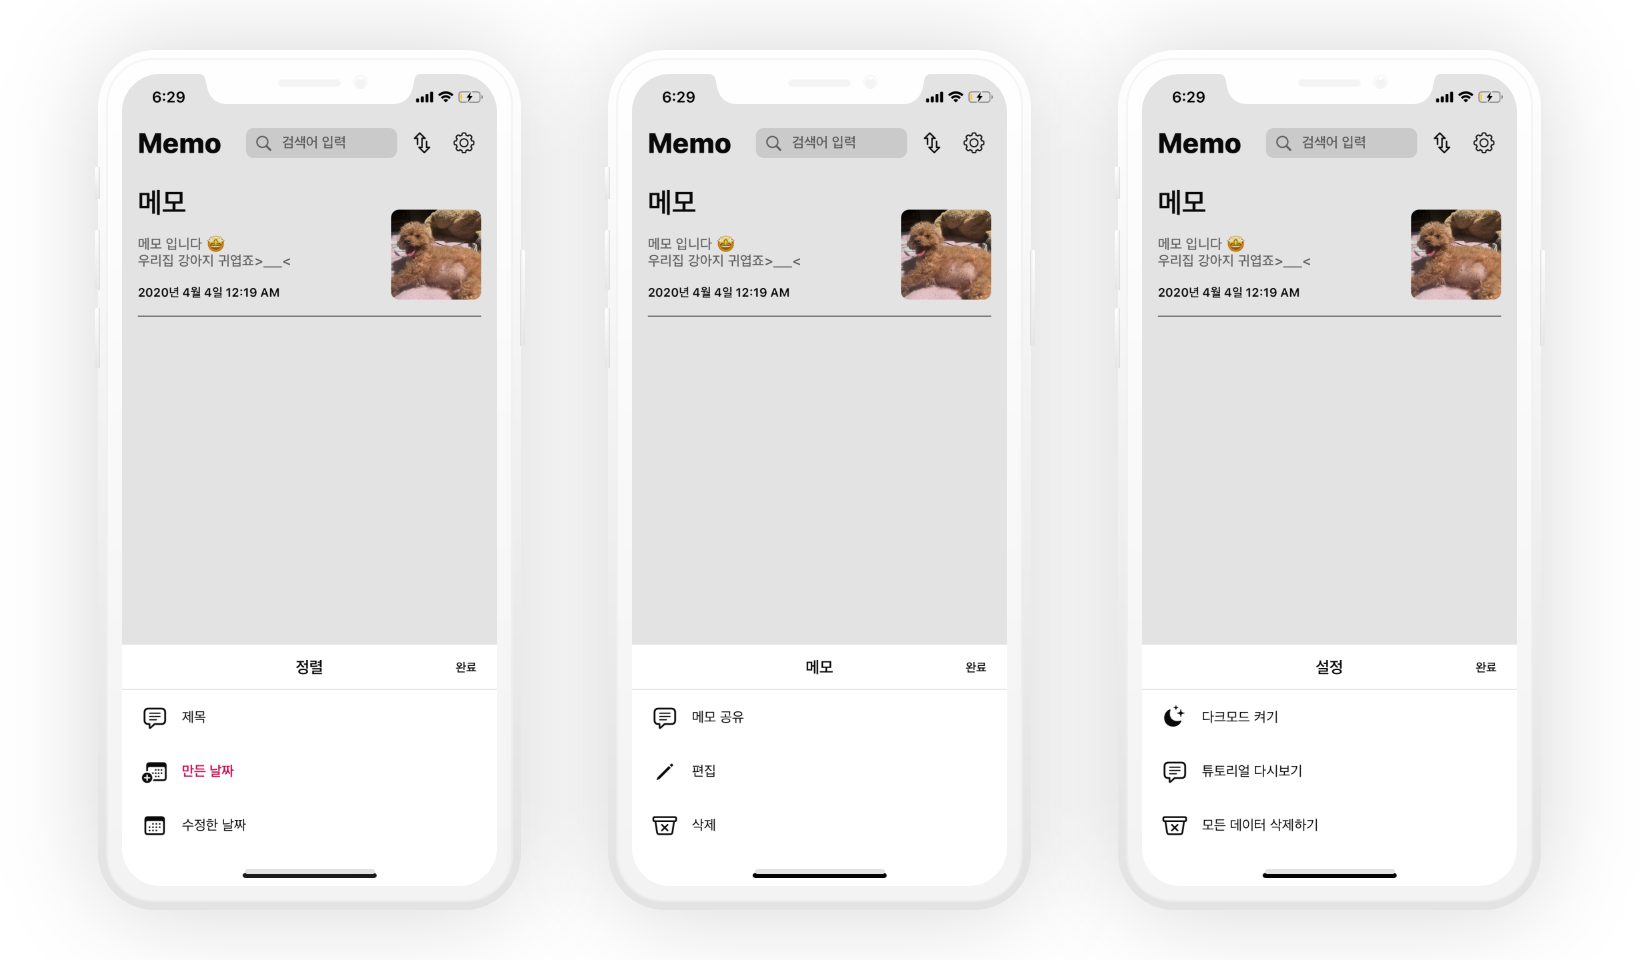 6:29
Memo
검색어 입력
메모
메모 입니다 🤩
우리집 강아지 귀엽죠>___<
2020년 4월 4일 12:19 AM
정렬
완료
제목
만든 날짜
수정한 날짜
6:29
Memo
검색어 입력
메모
메모 입니다 🤩
우리집 강아지 귀엽죠>___<
2020년 4월 4일 12:19 AM
메모
완료
메모 공유
편집
삭제
6:29
Memo
검색어 입력
메모
메모 입니다 🤩
우리집 강아지 귀엽죠>___<
2020년 4월 4일 12:19 AM
설정
완료
다크모드 켜기
튜토리얼 다시보기
모든 데이터 삭제하기